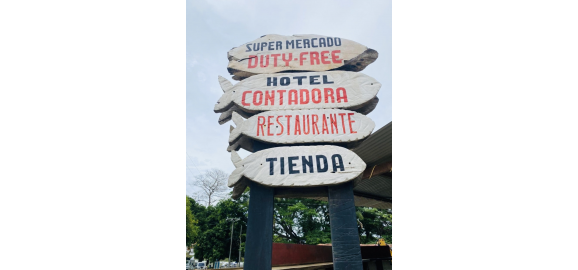 SUPER MERCADO
DUTY-FREE
HOTEL
CONTADORA
RESTAURANTE
TIENDA